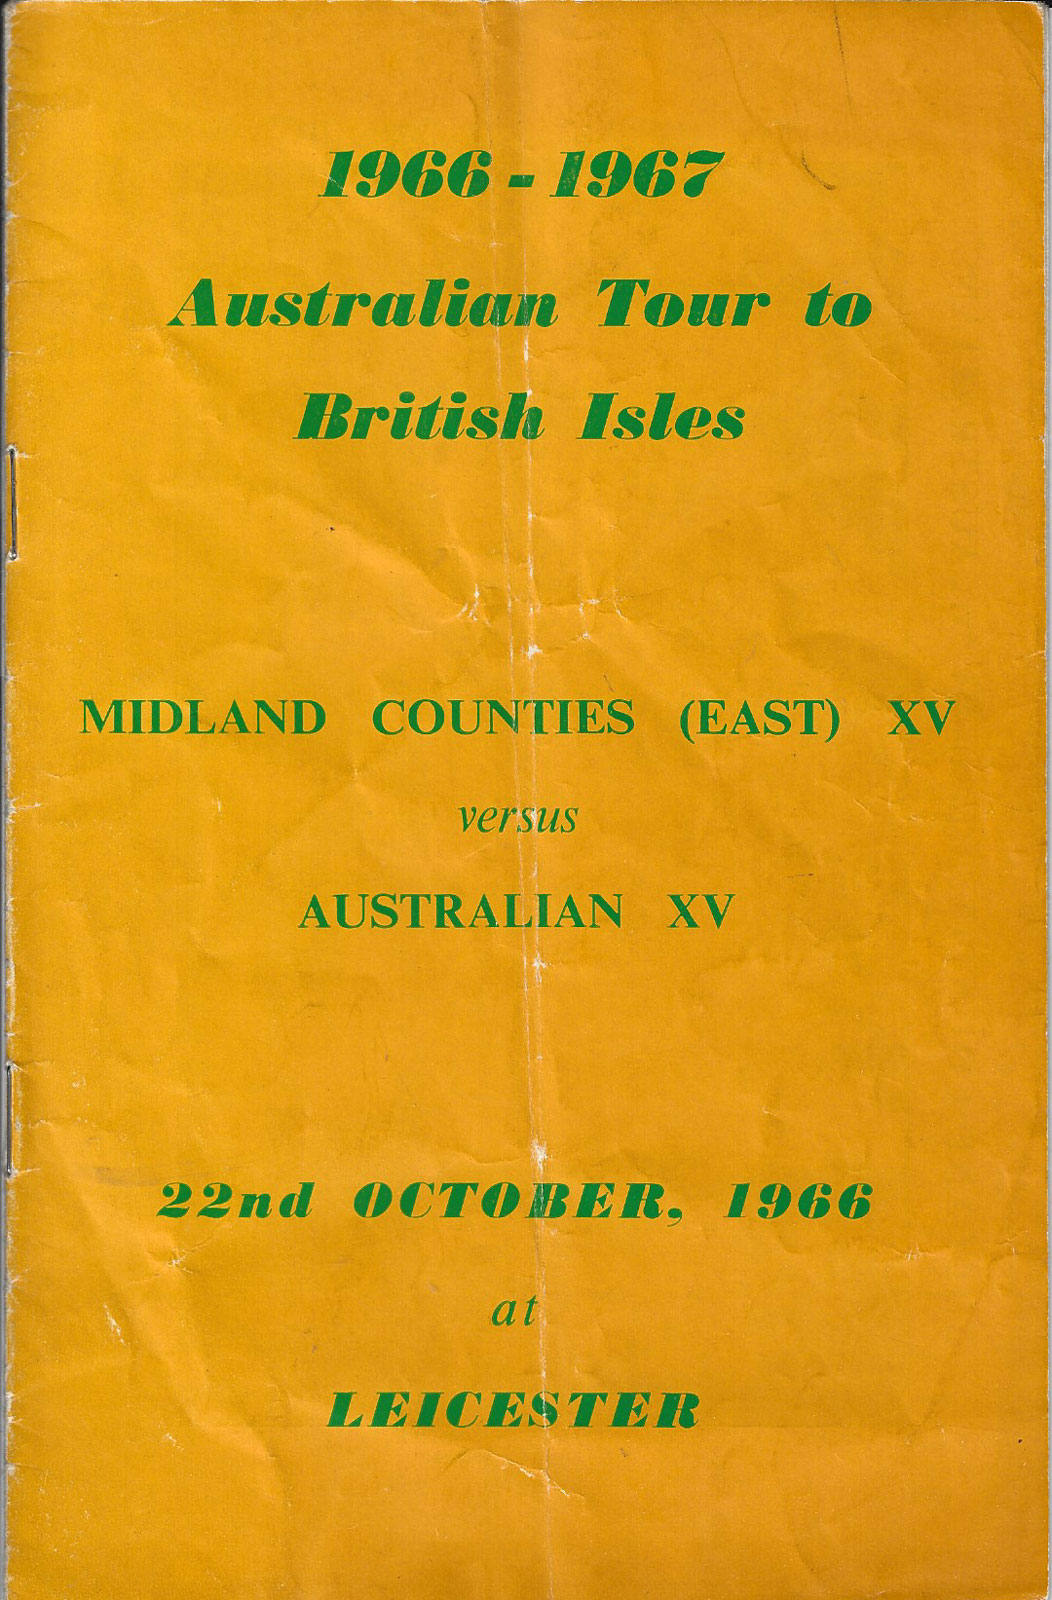 1966 - 1967
Australian Tour to
British Isles
MIDLAND COUNTIES (EAST) XV
versus
AUSTRALIAN XV
22nd OCTOBER, 1966
at
LEICESTER